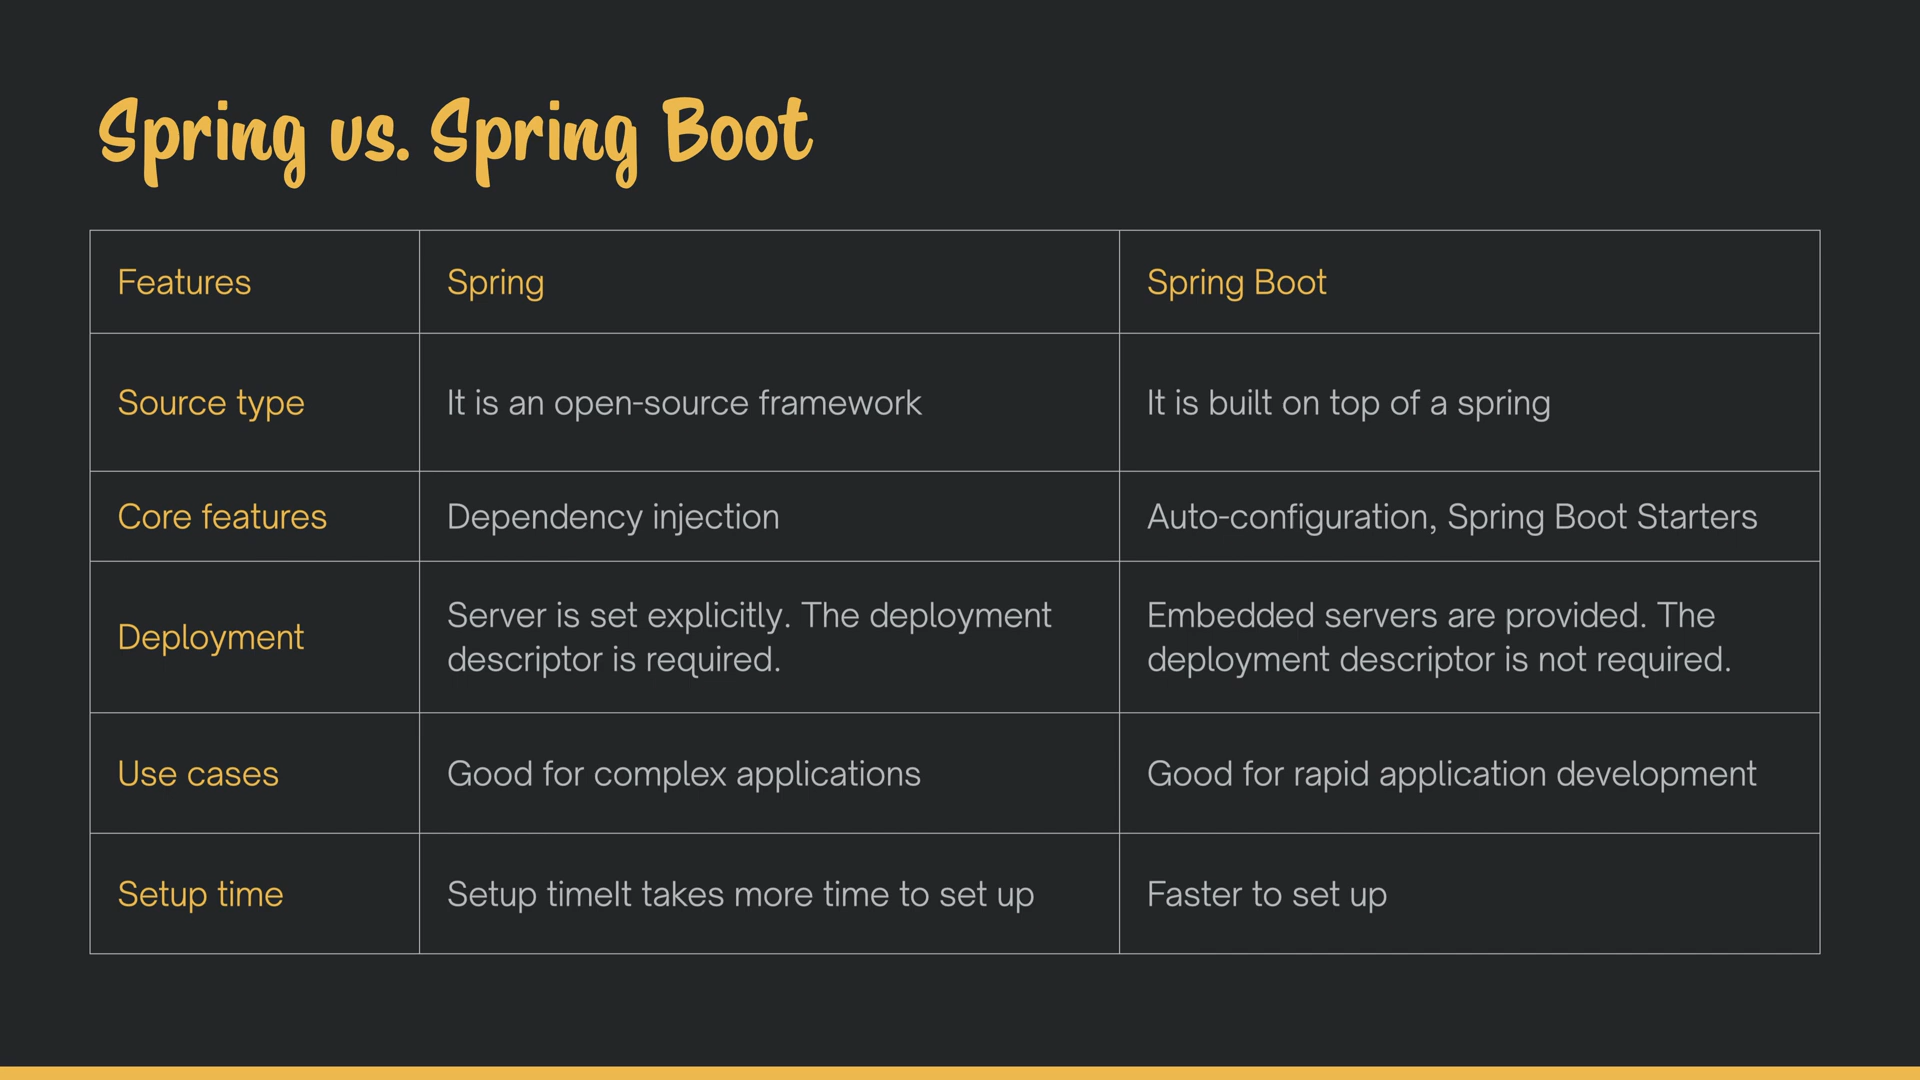 Spring vs. Spring Boot
Features
Spring
Spring Boot
Source type
It is an open-source framework
It is built on top of a spring
Core features
Dependency injection
Auto-configuration, Spring Boot Starters
Deployment
Server is set explicitly. The deployment
descriptor is required.
Embedded servers are provided. The
deployment descriptor is not required.
Use cases
Good for complex applications
Good for rapid application development
Setup time
Setup timeIt takes more time to set up
Faster to set up